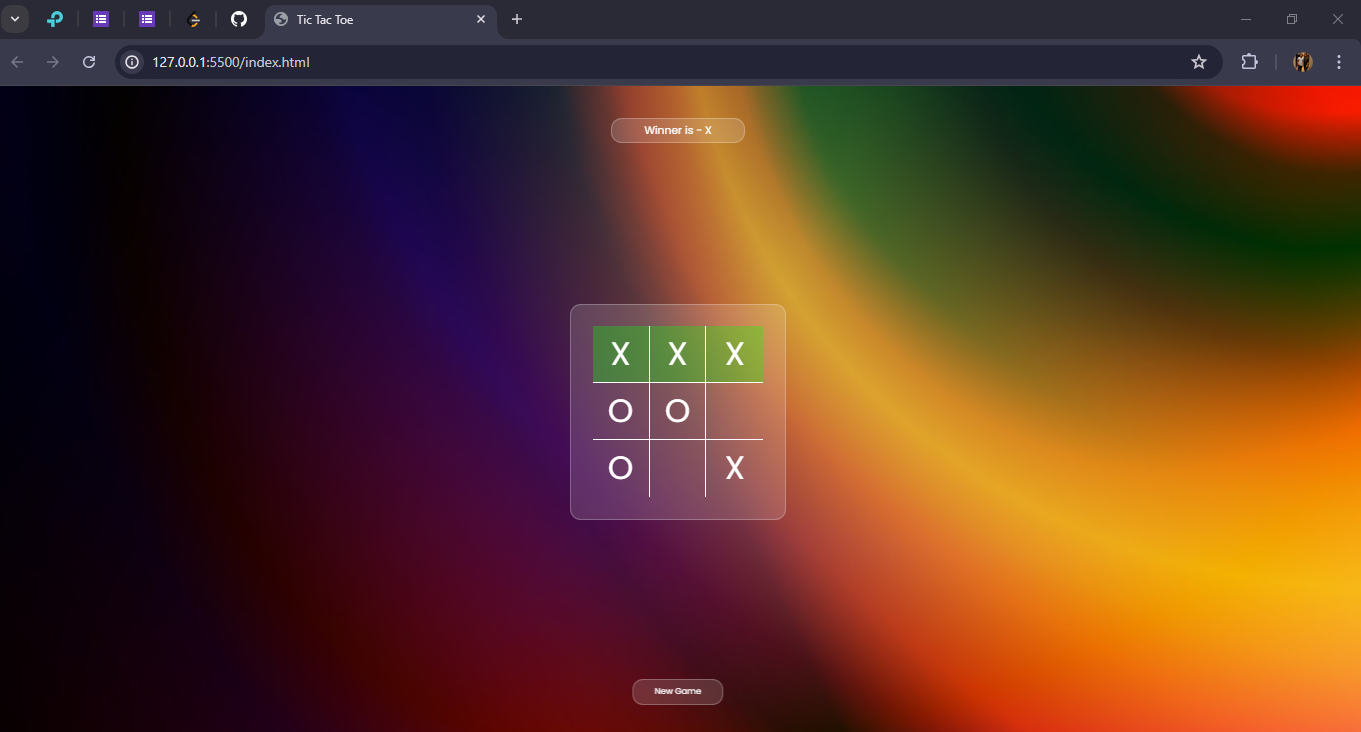 Tic Tac Toe
127.0.0.1:5500/index.html
Winner is - X
X X X
O O
O X
New Game